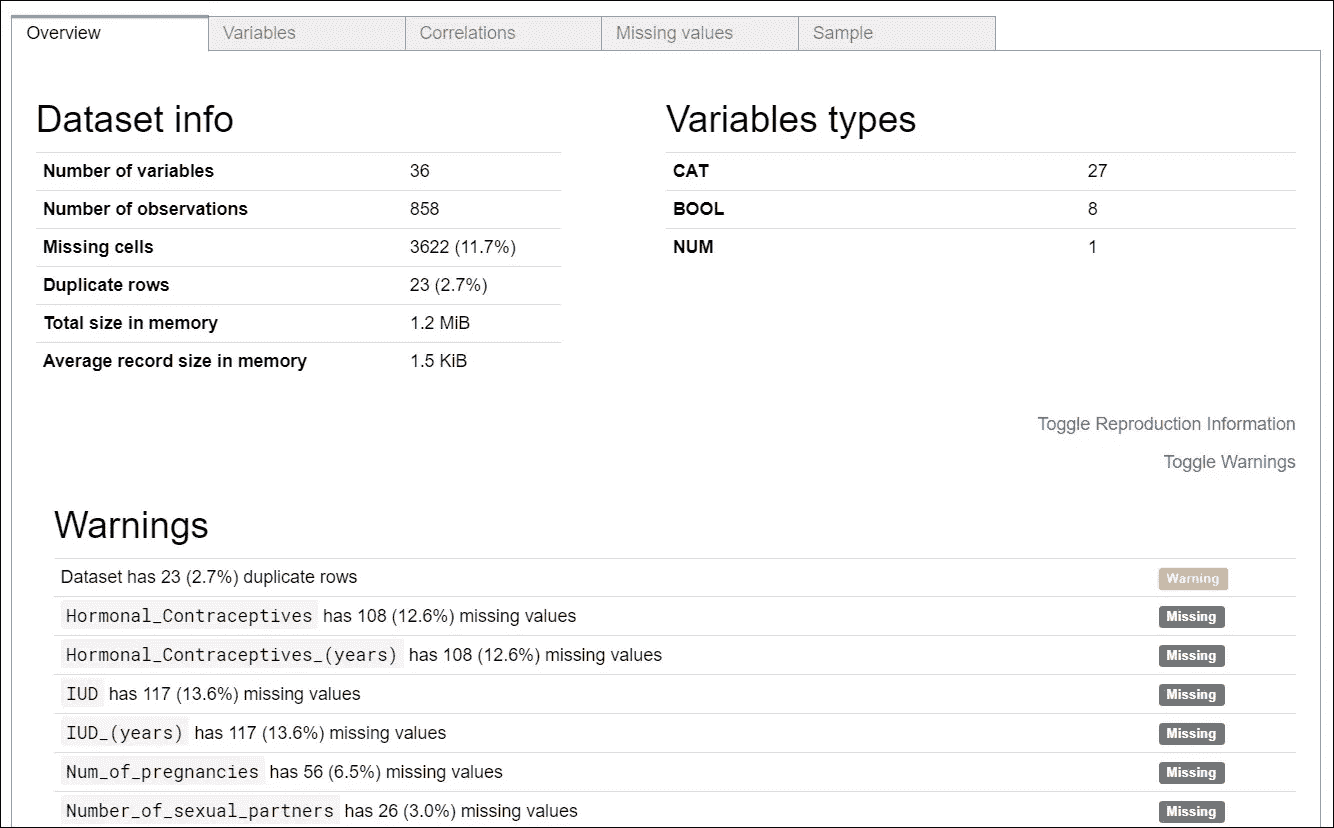 Overview Variables Correlations Missing values Sample
Dataset info
Number of variables 36
Number of observations 858
Missing cells 3622 (11.7%)
Duplicate rows 23 (2.7%)
Total size in memory 1.2 MiB
Average record size in memory 1.5 KiB
Variables types
CAT 27
BOOL 8
NUM 1
Toggle Reproduction Information
Toggle Warnings
Warnings
Dataset has 23 (2.7%) duplicate rows Warning
Hormonal_Contraceptives has 108 (12.6%) missing values Missing
Hormonal_Contraceptives_(years) has 108 (12.6%) missing values Missing
IUD has 117 (13.6%) missing values Missing
IUD_(years) has 117 (13.6%) missing values Missing
Num_of_pregnancies has 56 (6.5%) missing values Missing
Number_of_sexual_partners has 26 (3.0%) missing values Missing